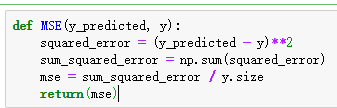 def MSE(y_predicted, y):
    squared_error = (y_predicted - y)**2
    sum_squared_error = np.sum(squared_error)
    mse = sum_squared_error / y.size
    return(mse)